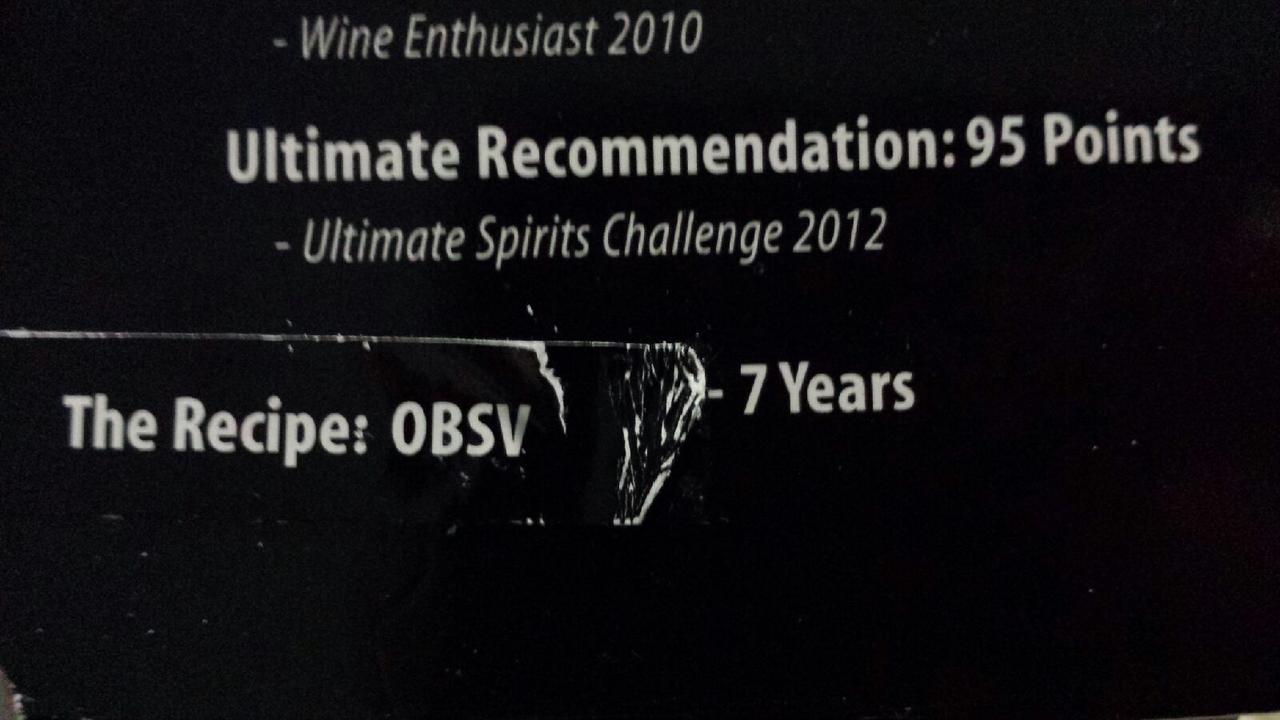 - Wine Enthusiast 2010
Ultimate Recommendation: 95 Points
- Ultimate Spirits Challenge 2012
The Recipe: OBSV - 7 Years